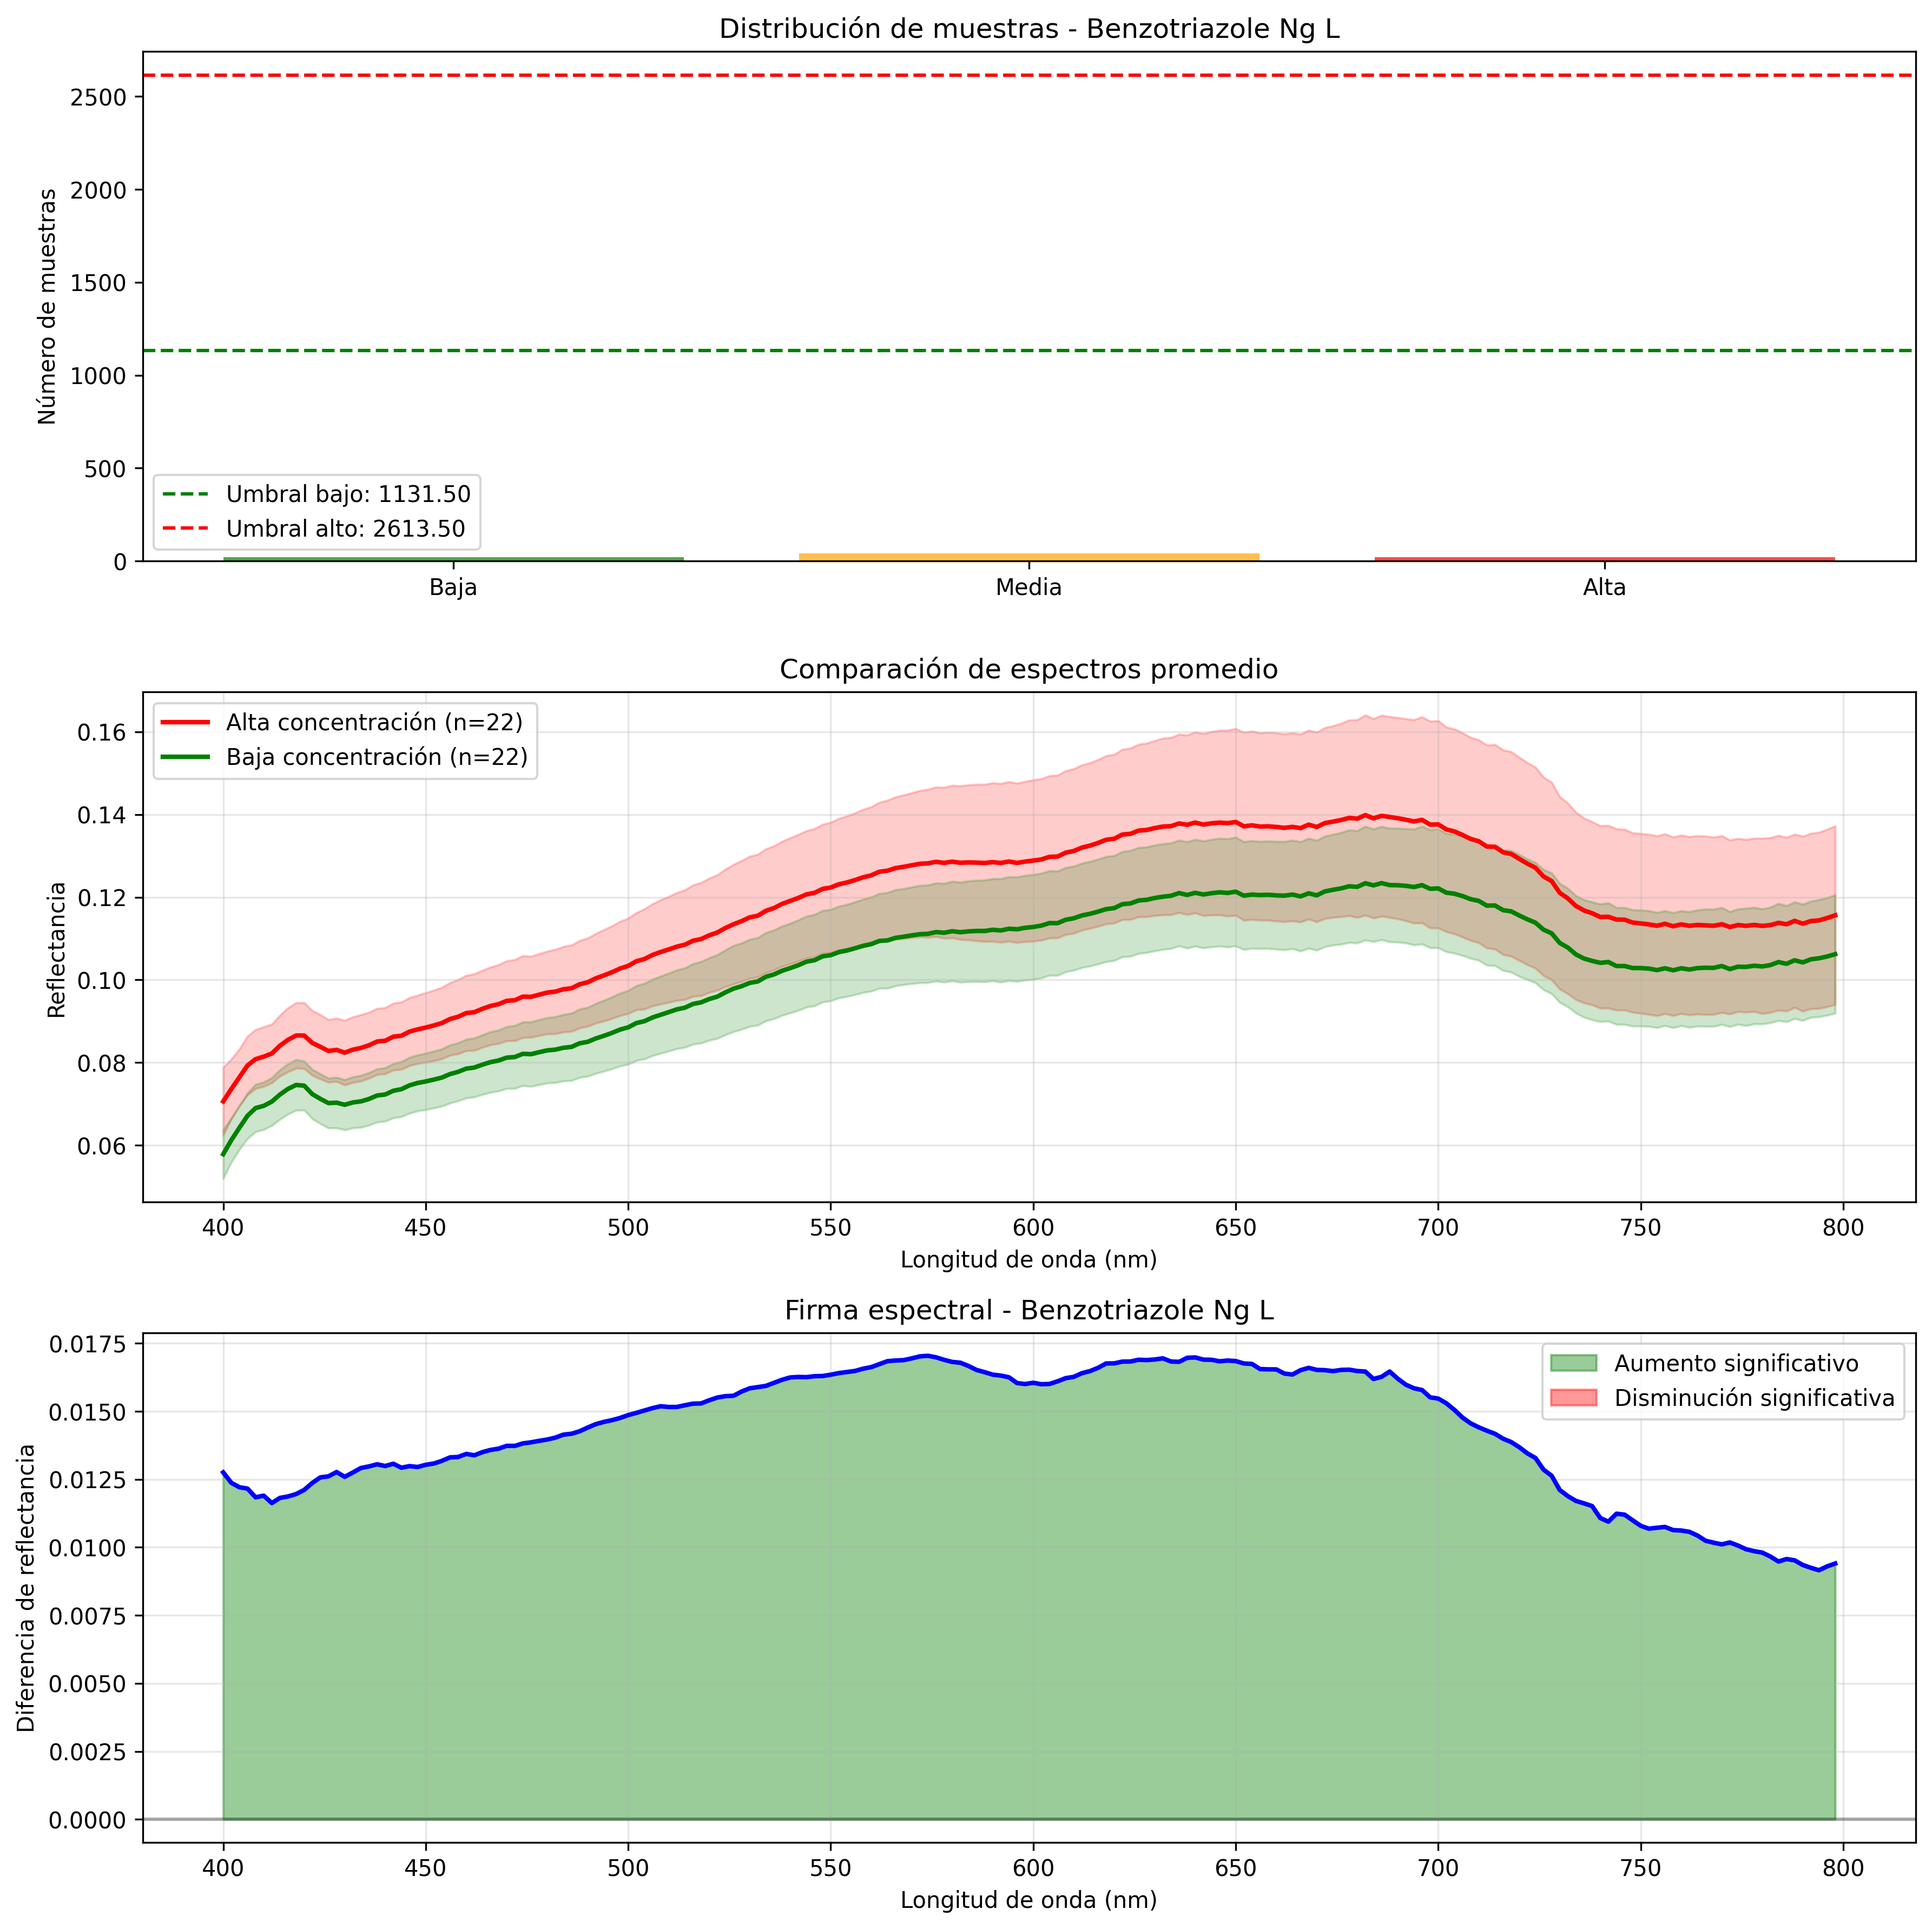 Distribución de muestras - Benzotriazole Ng L
Número de muestras
2500
2000
1500
1000
500
0
Umbral bajo: 1131.50
Umbral alto: 2613.50
Baja Media Alta
Comparación de espectros promedio
Reflectancia
0.16
0.14
0.12
0.10
0.08
0.06
Alta concentración (n=22)
Baja concentración (n=22)
400 450 500 550 600 650 700 750 800
Longitud de onda (nm)
Firma espectral - Benzotriazole Ng L
Diferencia de reflectancia
0.0175
0.0150
0.0125
0.0100
0.0075
0.0050
0.0025
0.0000
Aumento significativo
Disminución significativa
400 450 500 550 600 650 700 750 800
Longitud de onda (nm)